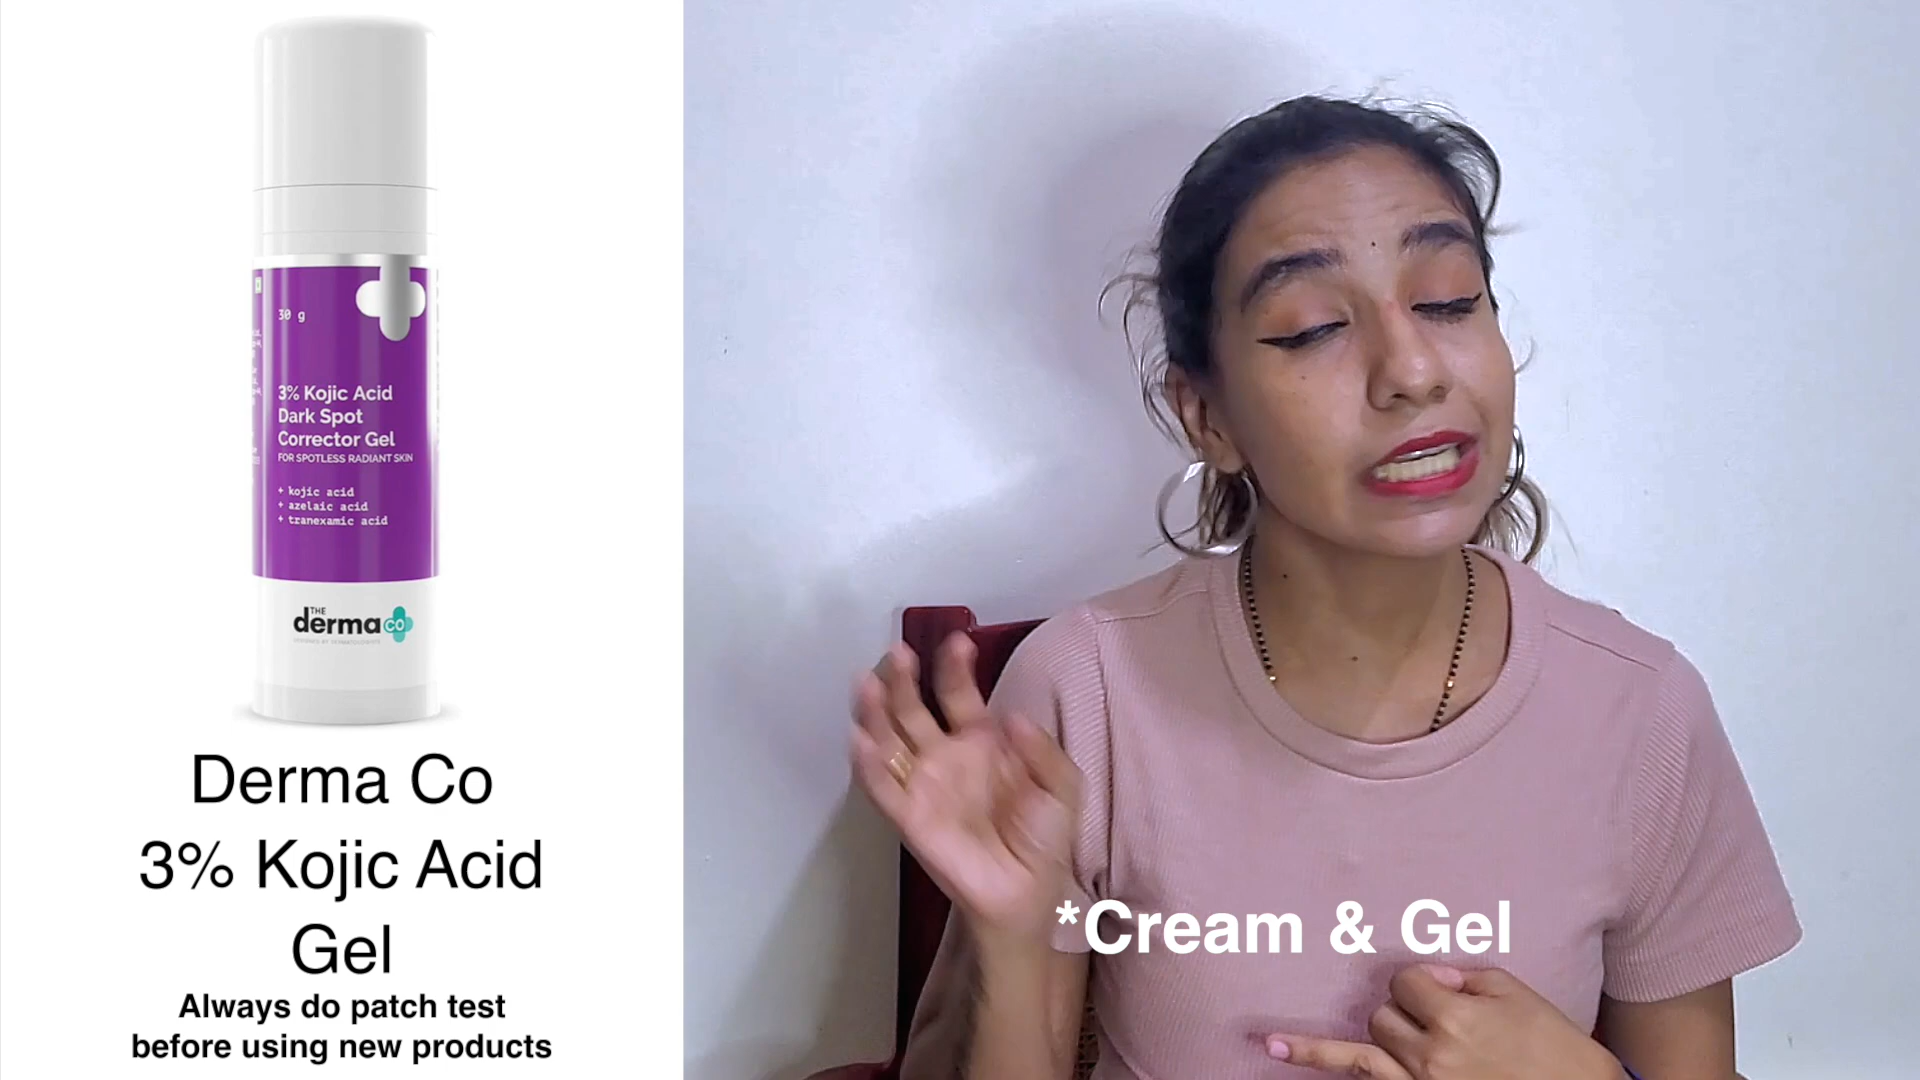 30 g
3% Kojic Acid
Dark Spot
Corrector Gel
FOR SPOTLESS RADIANT SKIN
+ kojic acid
+ azelaic acid
+ tranexamic acid
THE
derma co
Derma Co
3% Kojic Acid
Gel
Always do patch test
before using new products
*Cream & Gel